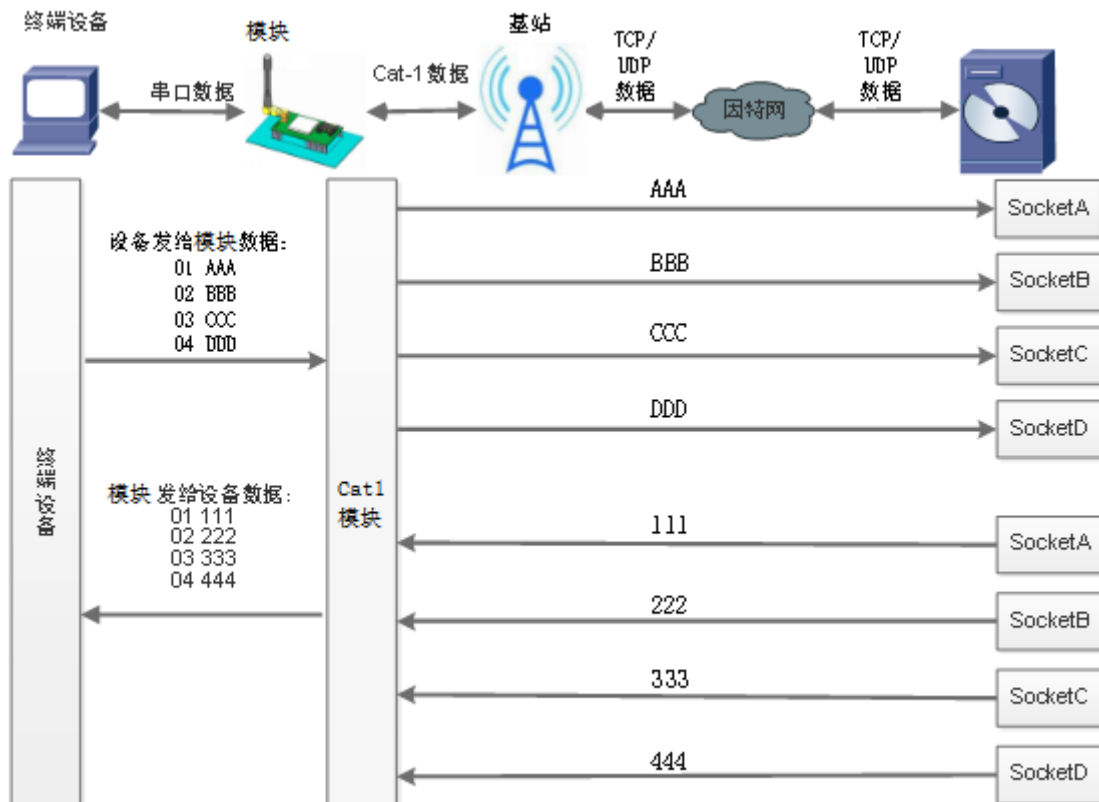 终端设备
模块
基站
TCP/
UDP
数据
TCP/
UDP
数据
串口数据
Cat-1 数据
因特网
AAA
SocketA
设备发给模块数据:
01 AAA
02 BBB
03 CCC
04 DDD
BBB
SocketB
CCC
SocketC
DDD
SocketD
终端设备
Cat1
模块
模块 发给设备数据:
01 111
02 222
03 333
04 444
111
SocketA
222
SocketB
333
SocketC
444
SocketD